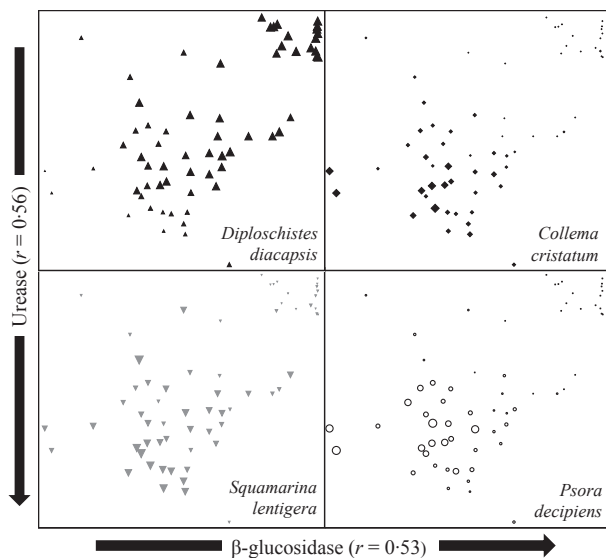 Urease (r = 0·56)
Diploschistes
diacapsis
Collema
cristatum
Squamarina
lentigera
Psora
decipiens
β-glucosidase (r = 0·53)